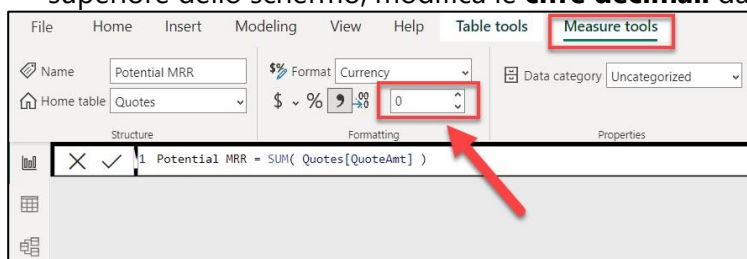 superiore dello schermo, modifica le cifre decimali da
File Home Insert Modeling View Help Table tools Measure tools
Name Potential MRR $% Format Currency Data category Uncategorized
Home table Quotes $ % 9 .00 0
Structure Formatting Properties
1 Potential MRR = SUM( Quotes[QuoteAmt] )